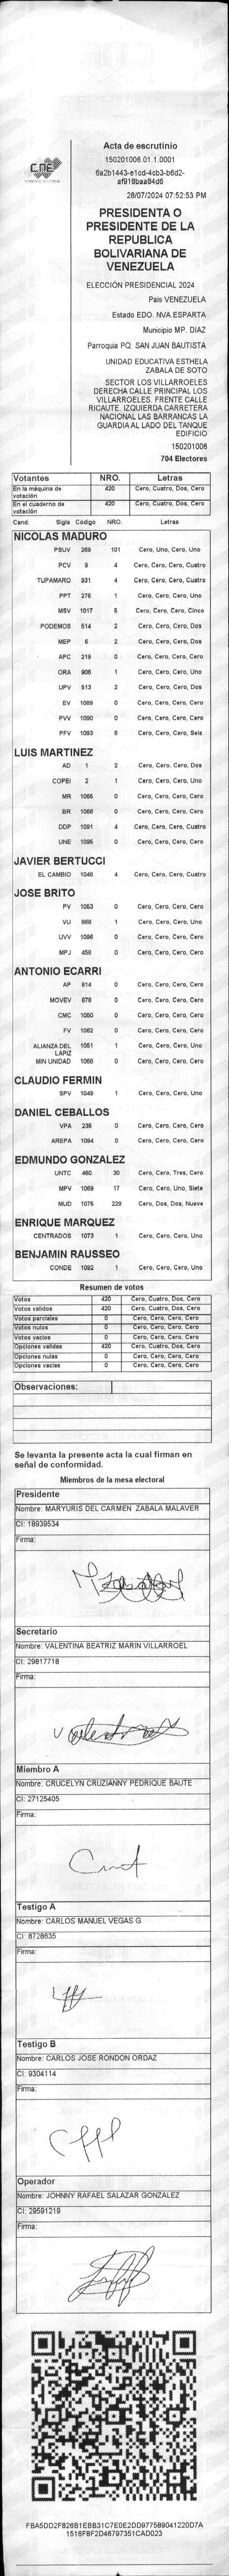 CNE
Acta de escrutinio
150201006.01.1.0001
6a2b1443-e1cd-4cb3-b6d2-
af918baa84d6
28/07/2024 07:52:53 PM
PRESIDENTA O
PRESIDENTE DE LA
REPUBLICA
BOLIVARIANA DE
VENEZUELA
ELECCIÓN PRESIDENCIAL 2024
Pais VENEZUELA
Estado EDO. NVA.ESPARTA
Municipio MP. DIAZ
Parroquia PQ. SAN JUAN BAUTISTA
UNIDAD EDUCATIVA ESTHELA
ZABALA DE SOTO
SECTOR LOS VILLARROELES
DERECHA CALLE PRINCIPAL LOS
VILLARROELES. FRENTE CALLE
RICAUTE. IZQUIERDA CARRETERA
NACIONAL LAS BARRANCAS LA
GUARDIA AL LADO DEL TANQUE
EDIFICIO
150201006
704 Electores
Votantes NRO. Letras
En la máquina de votación 420 Cero, Cuatro, Dos, Cero
En el cuaderno de votación 420 Cero, Cuatro, Dos, Cero
Cand. Sigla Código NRO. Letras
NICOLAS MADURO
PSUV 269 101 Cero, Uno, Cero, Uno
PCV 9 4 Cero, Cero, Cero, Cuatro
TUPAMARO 931 4 Cero, Cero, Cero, Cuatro
PPT 276 1 Cero, Cero, Cero, Uno
MSV 1017 5 Cero, Cero, Cero, Cinco
PODEMOS 514 2 Cero, Cero, Cero, Dos
MEP 6 2 Cero, Cero, Cero, Dos
APC 219 0 Cero, Cero, Cero, Cero
ORA 906 1 Cero, Cero, Cero, Uno
UPV 513 2 Cero, Cero, Cero, Dos
EV 1089 0 Cero, Cero, Cero, Cero
PVV 1090 0 Cero, Cero, Cero, Cero
PFV 1093 6 Cero, Cero, Cero, Seis
LUIS MARTINEZ
AD 1 2 Cero, Cero, Cero, Dos
COPEI 2 1 Cero, Cero, Cero, Uno
MR 1065 0 Cero, Cero, Cero, Cero
BR 1066 0 Cero, Cero, Cero, Cero
DDP 1091 4 Cero, Cero, Cero, Cuatro
UNE 1095 0 Cero, Cero, Cero, Cero
JAVIER BERTUCCI
EL CAMBIO 1048 4 Cero, Cero, Cero, Cuatro
JOSE BRITO
PV 1053 0 Cero, Cero, Cero, Cero
VU 868 1 Cero, Cero, Cero, Uno
UVV 1096 0 Cero, Cero, Cero, Cero
MPJ 458 0 Cero, Cero, Cero, Cero
ANTONIO ECARRI
AP 814 0 Cero, Cero, Cero, Cero
MOVEV 878 0 Cero, Cero, Cero, Cero
CMC 1050 0 Cero, Cero, Cero, Cero
FV 1062 0 Cero, Cero, Cero, Cero
ALIANZA DEL LAPIZ 1051 1 Cero, Cero, Cero, Uno
MIN UNIDAD 1068 0 Cero, Cero, Cero, Cero
CLAUDIO FERMIN
SPV 1049 1 Cero, Cero, Cero, Uno
DANIEL CEBALLOS
VPA 236 0 Cero, Cero, Cero, Cero
AREPA 1094 0 Cero, Cero, Cero, Cero
EDMUNDO GONZALEZ
UNTC 460 30 Cero, Cero, Tres, Cero
MPV 1069 17 Cero, Cero, Uno, Siete
MUD 1075 229 Cero, Dos, Dos, Nueve
ENRIQUE MARQUEZ
CENTRADOS 1073 1 Cero, Cero, Cero, Uno
BENJAMIN RAUSSEO
CONDE 1092 1 Cero, Cero, Cero, Uno
Resumen de votos
Votos 420 Cero, Cuatro, Dos, Cero
Votos validos 420 Cero, Cuatro, Dos, Cero
Votos parciales 0 Cero, Cero, Cero, Cero
Votos nulos 0 Cero, Cero, Cero, Cero
Votos vacios 0 Cero, Cero, Cero, Cero
Opciones validas 420 Cero, Cuatro, Dos, Cero
Opciones nulas 0 Cero, Cero, Cero, Cero
Opciones vacias 0 Cero, Cero, Cero, Cero
Observaciones:
Se levanta la presente acta la cual firman en
señal de conformidad.
Miembros de la mesa electoral
Presidente
Nombre: MARYURIS DEL CARMEN ZABALA MALAVER
CI: 18939534
Firma:
Secretario
Nombre: VALENTINA BEATRIZ MARIN VILLARROEL
CI: 29817718
Firma:
Miembro A
Nombre: CRUCELYN CRUZIANNY PEDRIQUE BAUTE
CI: 27125405
Firma:
Testigo A
Nombre: CARLOS MANUEL VEGAS G
CI: 8728635
Firma:
Testigo B
Nombre: CARLOS JOSE RONDON ORDAZ
CI: 9304114
Firma:
Operador
Nombre: JOHNNY RAFAEL SALAZAR GONZALEZ
CI: 29591219
Firma:
FBA5DD2F826B1EBB31C7E0E2DD977589041220D7A
1516F8F2D46797351CAD023